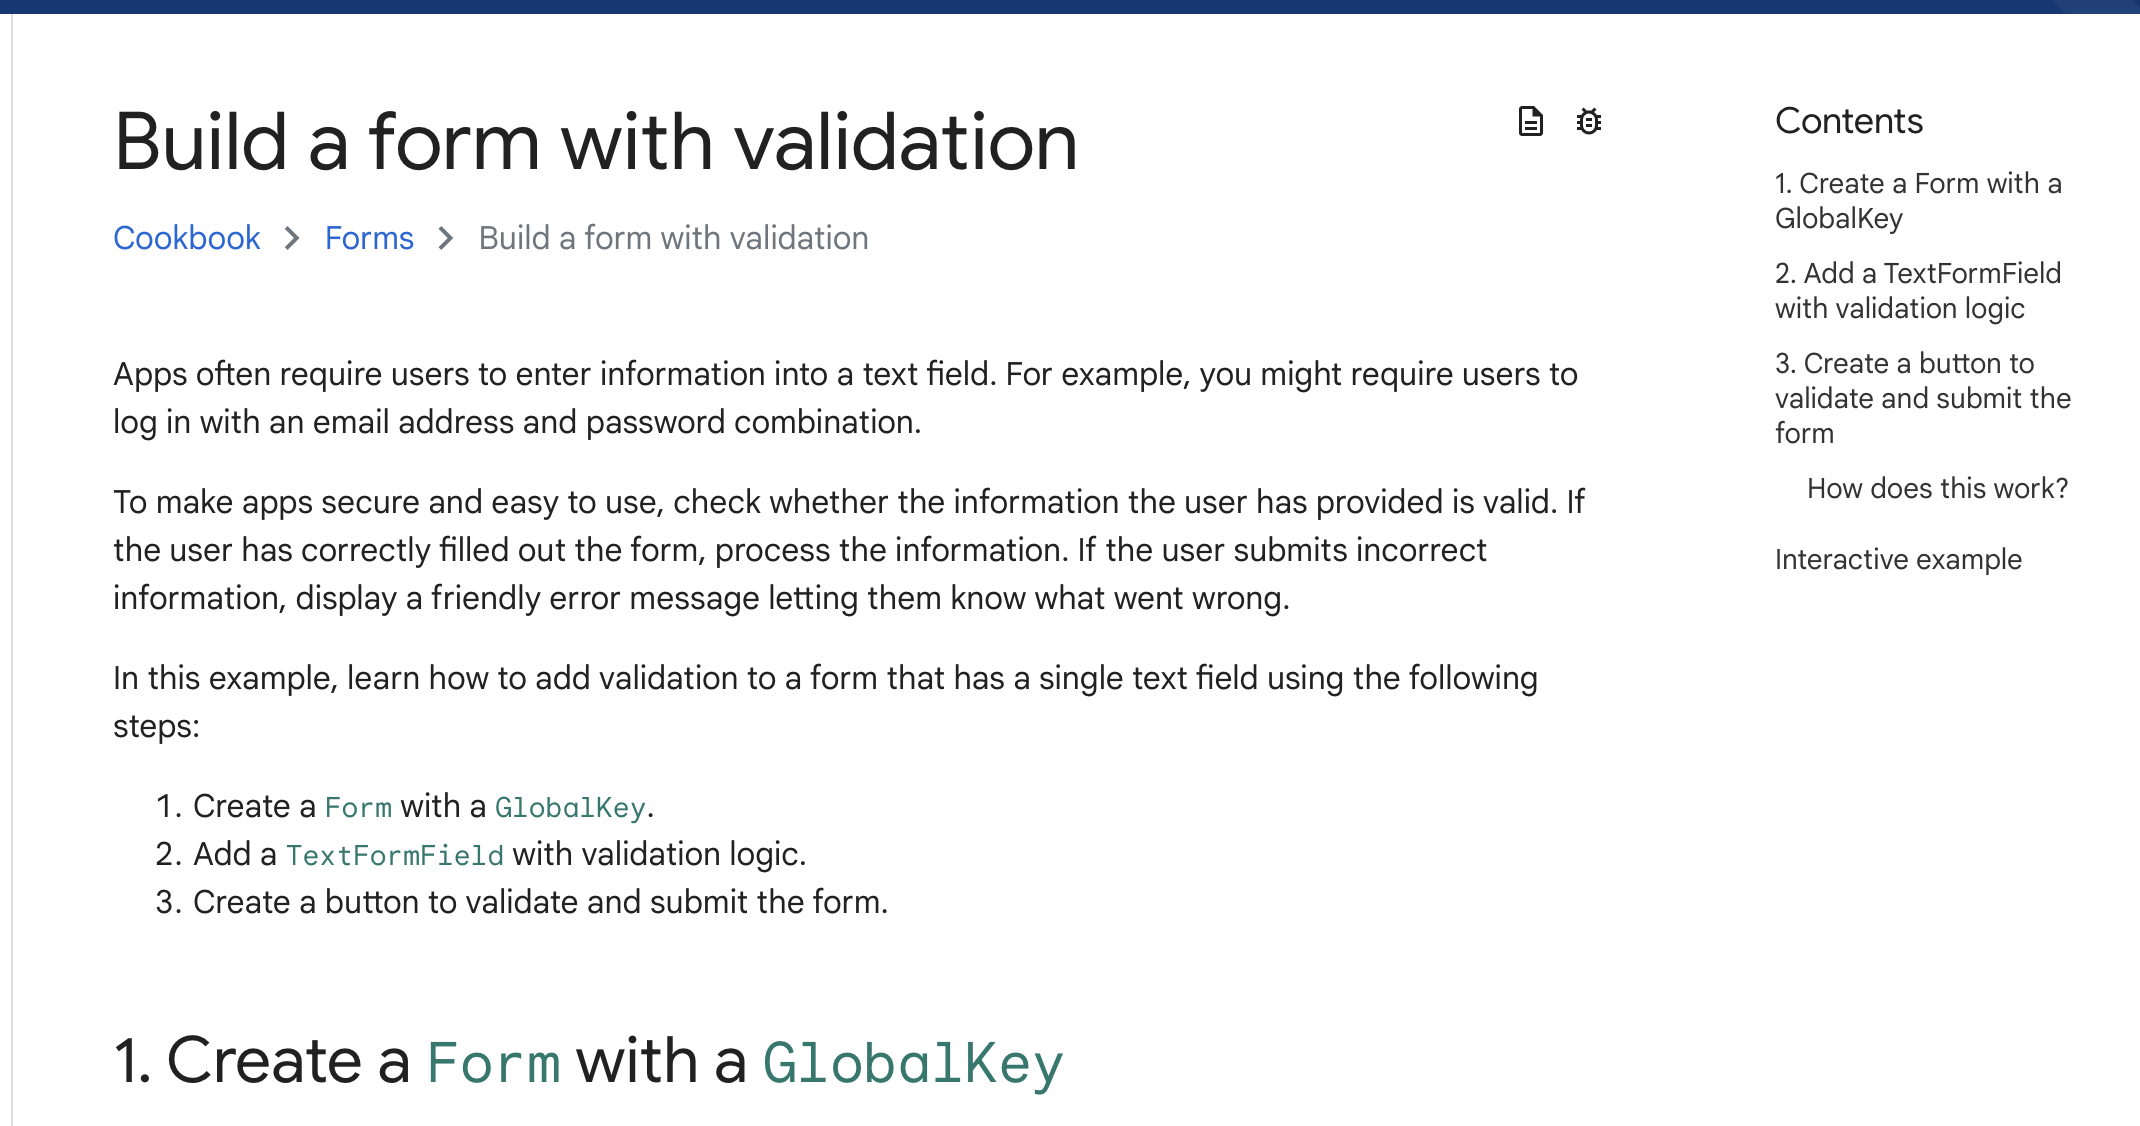 Build a form with validation
Cookbook > Forms > Build a form with validation
Apps often require users to enter information into a text field. For example, you might require users to
log in with an email address and password combination.
To make apps secure and easy to use, check whether the information the user has provided is valid. If
the user has correctly filled out the form, process the information. If the user submits incorrect
information, display a friendly error message letting them know what went wrong.
In this example, learn how to add validation to a form that has a single text field using the following
steps:
1. Create a Form with a GlobalKey.
2. Add a TextFormField with validation logic.
3. Create a button to validate and submit the form.
1. Create a Form with a GlobalKey
Contents
1. Create a Form with a
GlobalKey
2. Add a TextFormField
with validation logic
3. Create a button to
validate and submit the
form
How does this work?
Interactive example